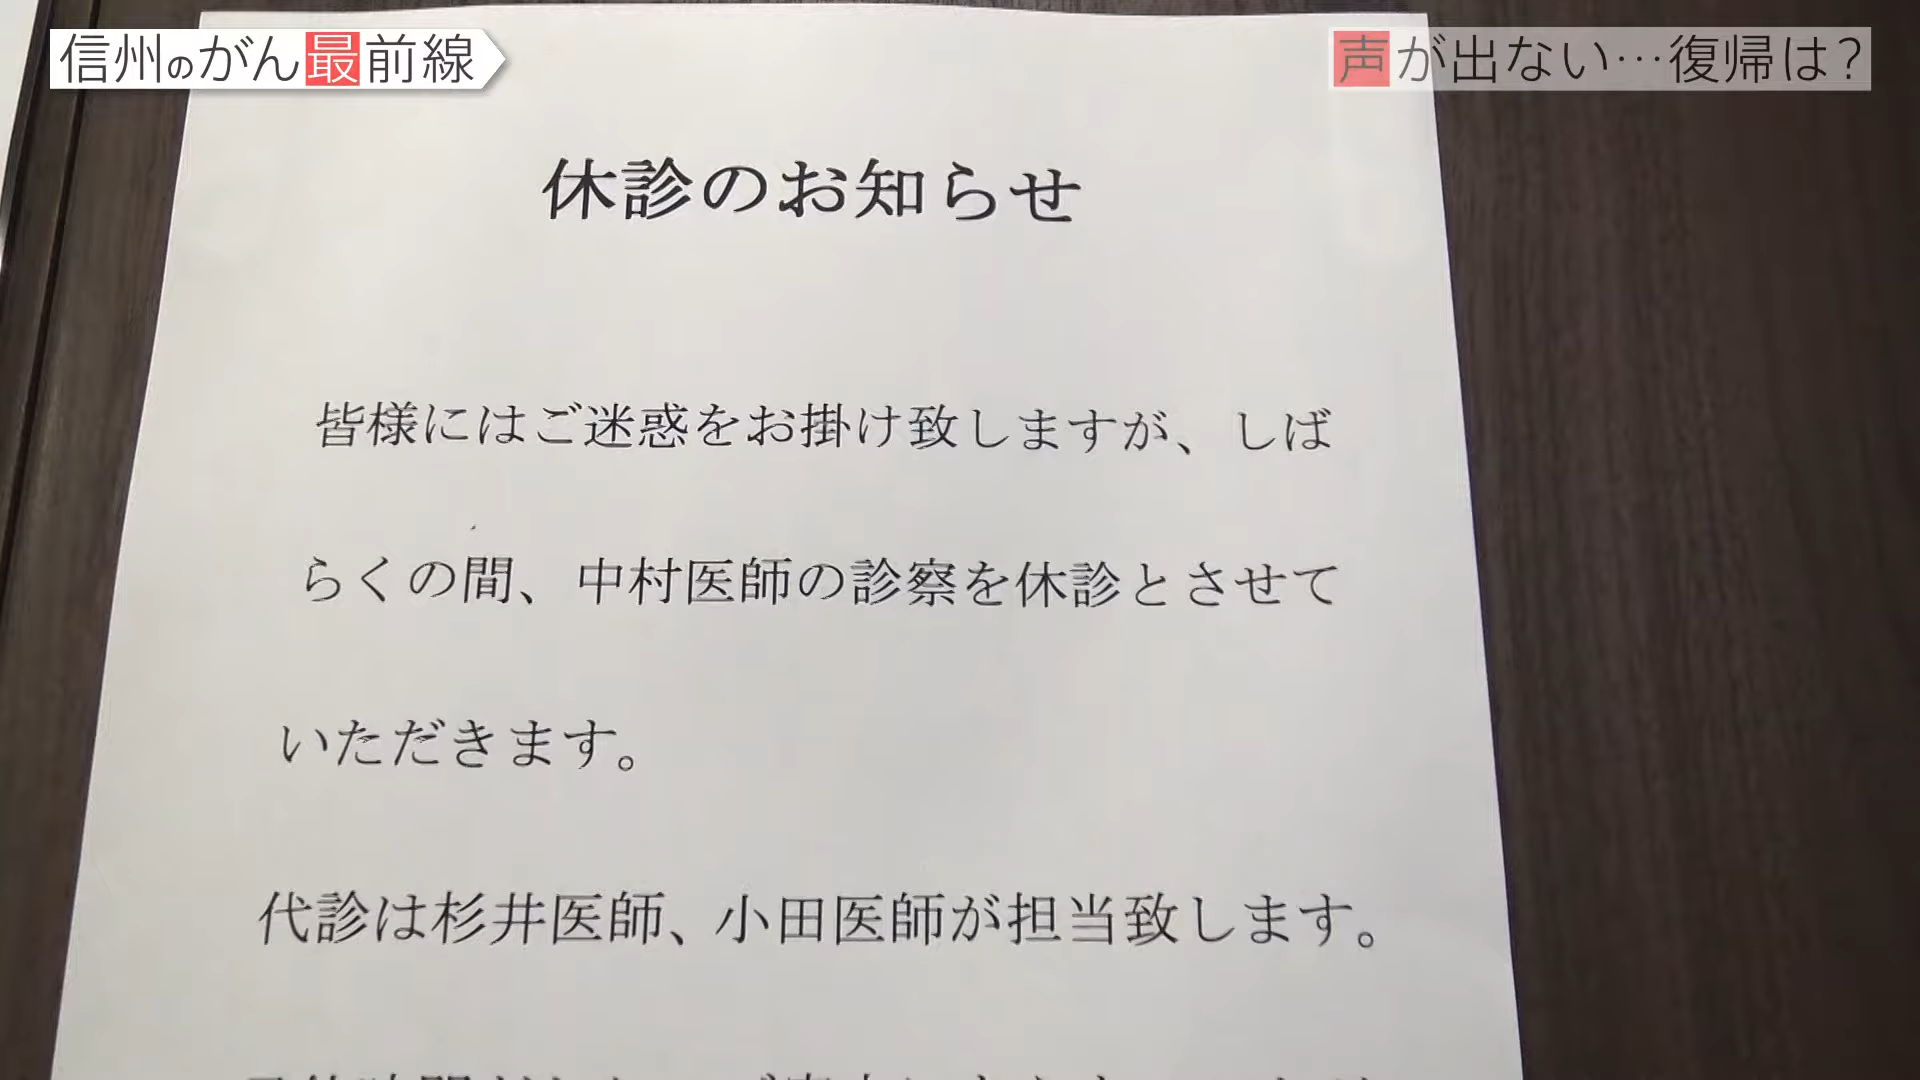 信州のがん最前線
声が出ない…復帰は？
休診のお知らせ
皆様にはご迷惑をお掛け致しますが、しば
らくの間、中村医師の診察を休診とさせて
いただきます。
代診は杉井医師、小田医師が担当致します。